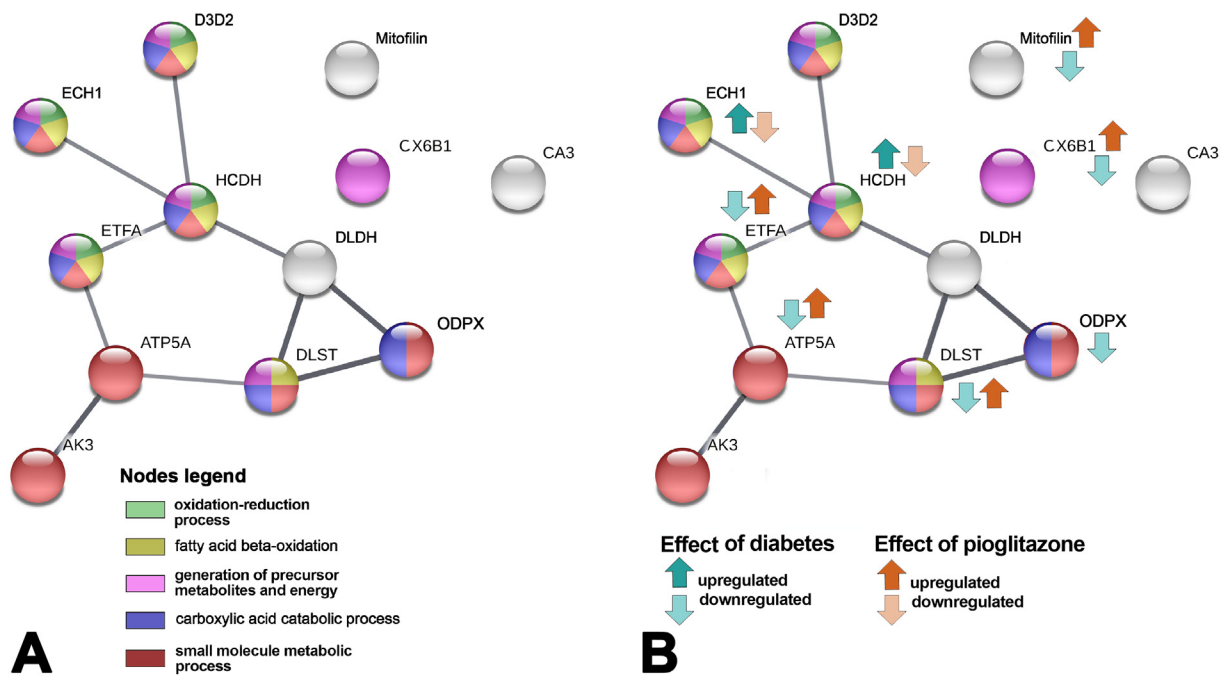 D3D2
Mitofilin
ECH1
CX6B1
CA3
HCDH
ETFA
DLDH
ODPX
ATP5A
DLST
AK3
Nodes legend
oxidation-reduction
process
fatty acid beta-oxidation
generation of precursor
metabolites and energy
carboxylic acid catabolic process
small molecule metabolic
process
A
D3D2
Mitofilin
ECH1
CX6B1
CA3
HCDH
ETFA
DLDH
ODPX
ATP5A
DLST
AK3
Effect of diabetes
upregulated
downregulated
Effect of pioglitazone
upregulated
downregulated
B